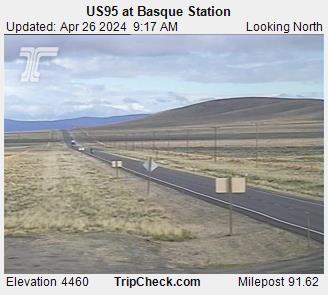 US95 at Basque Station
Updated: Apr 26 2024 9:17 AM Looking North
Elevation 4460 TripCheck.com Milepost 91.62